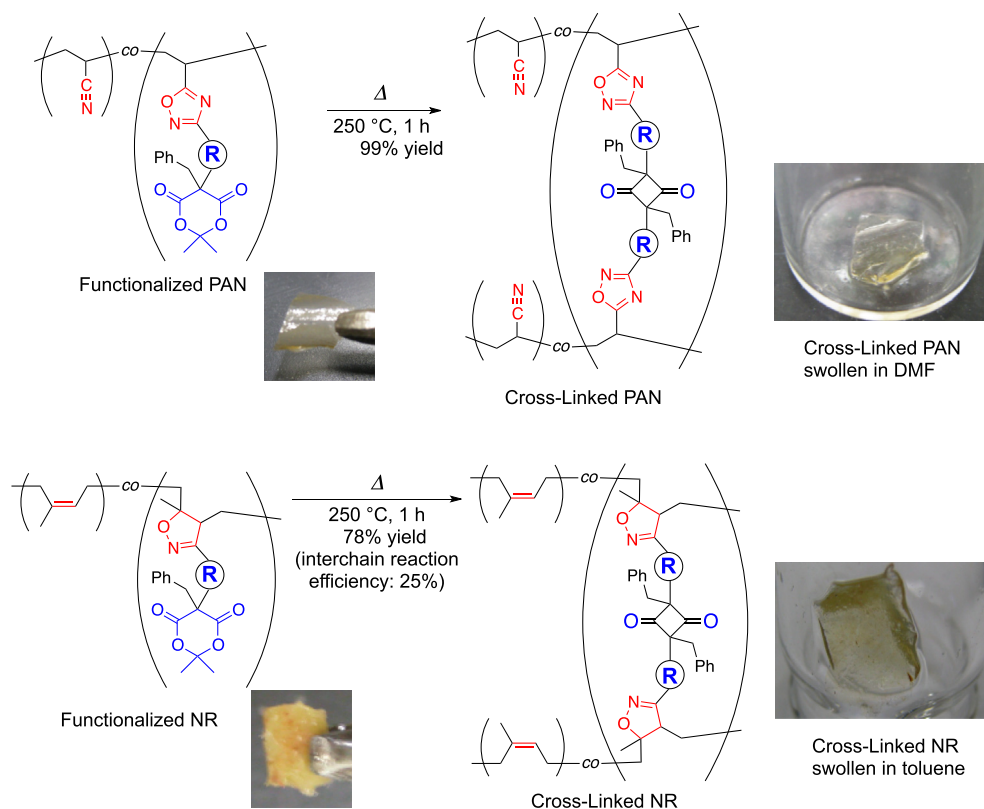 co
co
C
N
O
N
N
R
Ph
O
O
O
O
Functionalized PAN
Δ
250 °C, 1 h
99% yield
C
N
O
N
N
R
Ph
O
O
Ph
R
N
O
N
N
C
co
Cross-Linked PAN
Cross-Linked PAN
swollen in DMF
co
co
O
N
R
Ph
O
O
O
O
Functionalized NR
Δ
250 °C, 1 h
78% yield
(interchain reaction
efficiency: 25%)
O
N
R
Ph
O
O
Ph
R
N
O
co
Cross-Linked NR
Cross-Linked NR
swollen in toluene